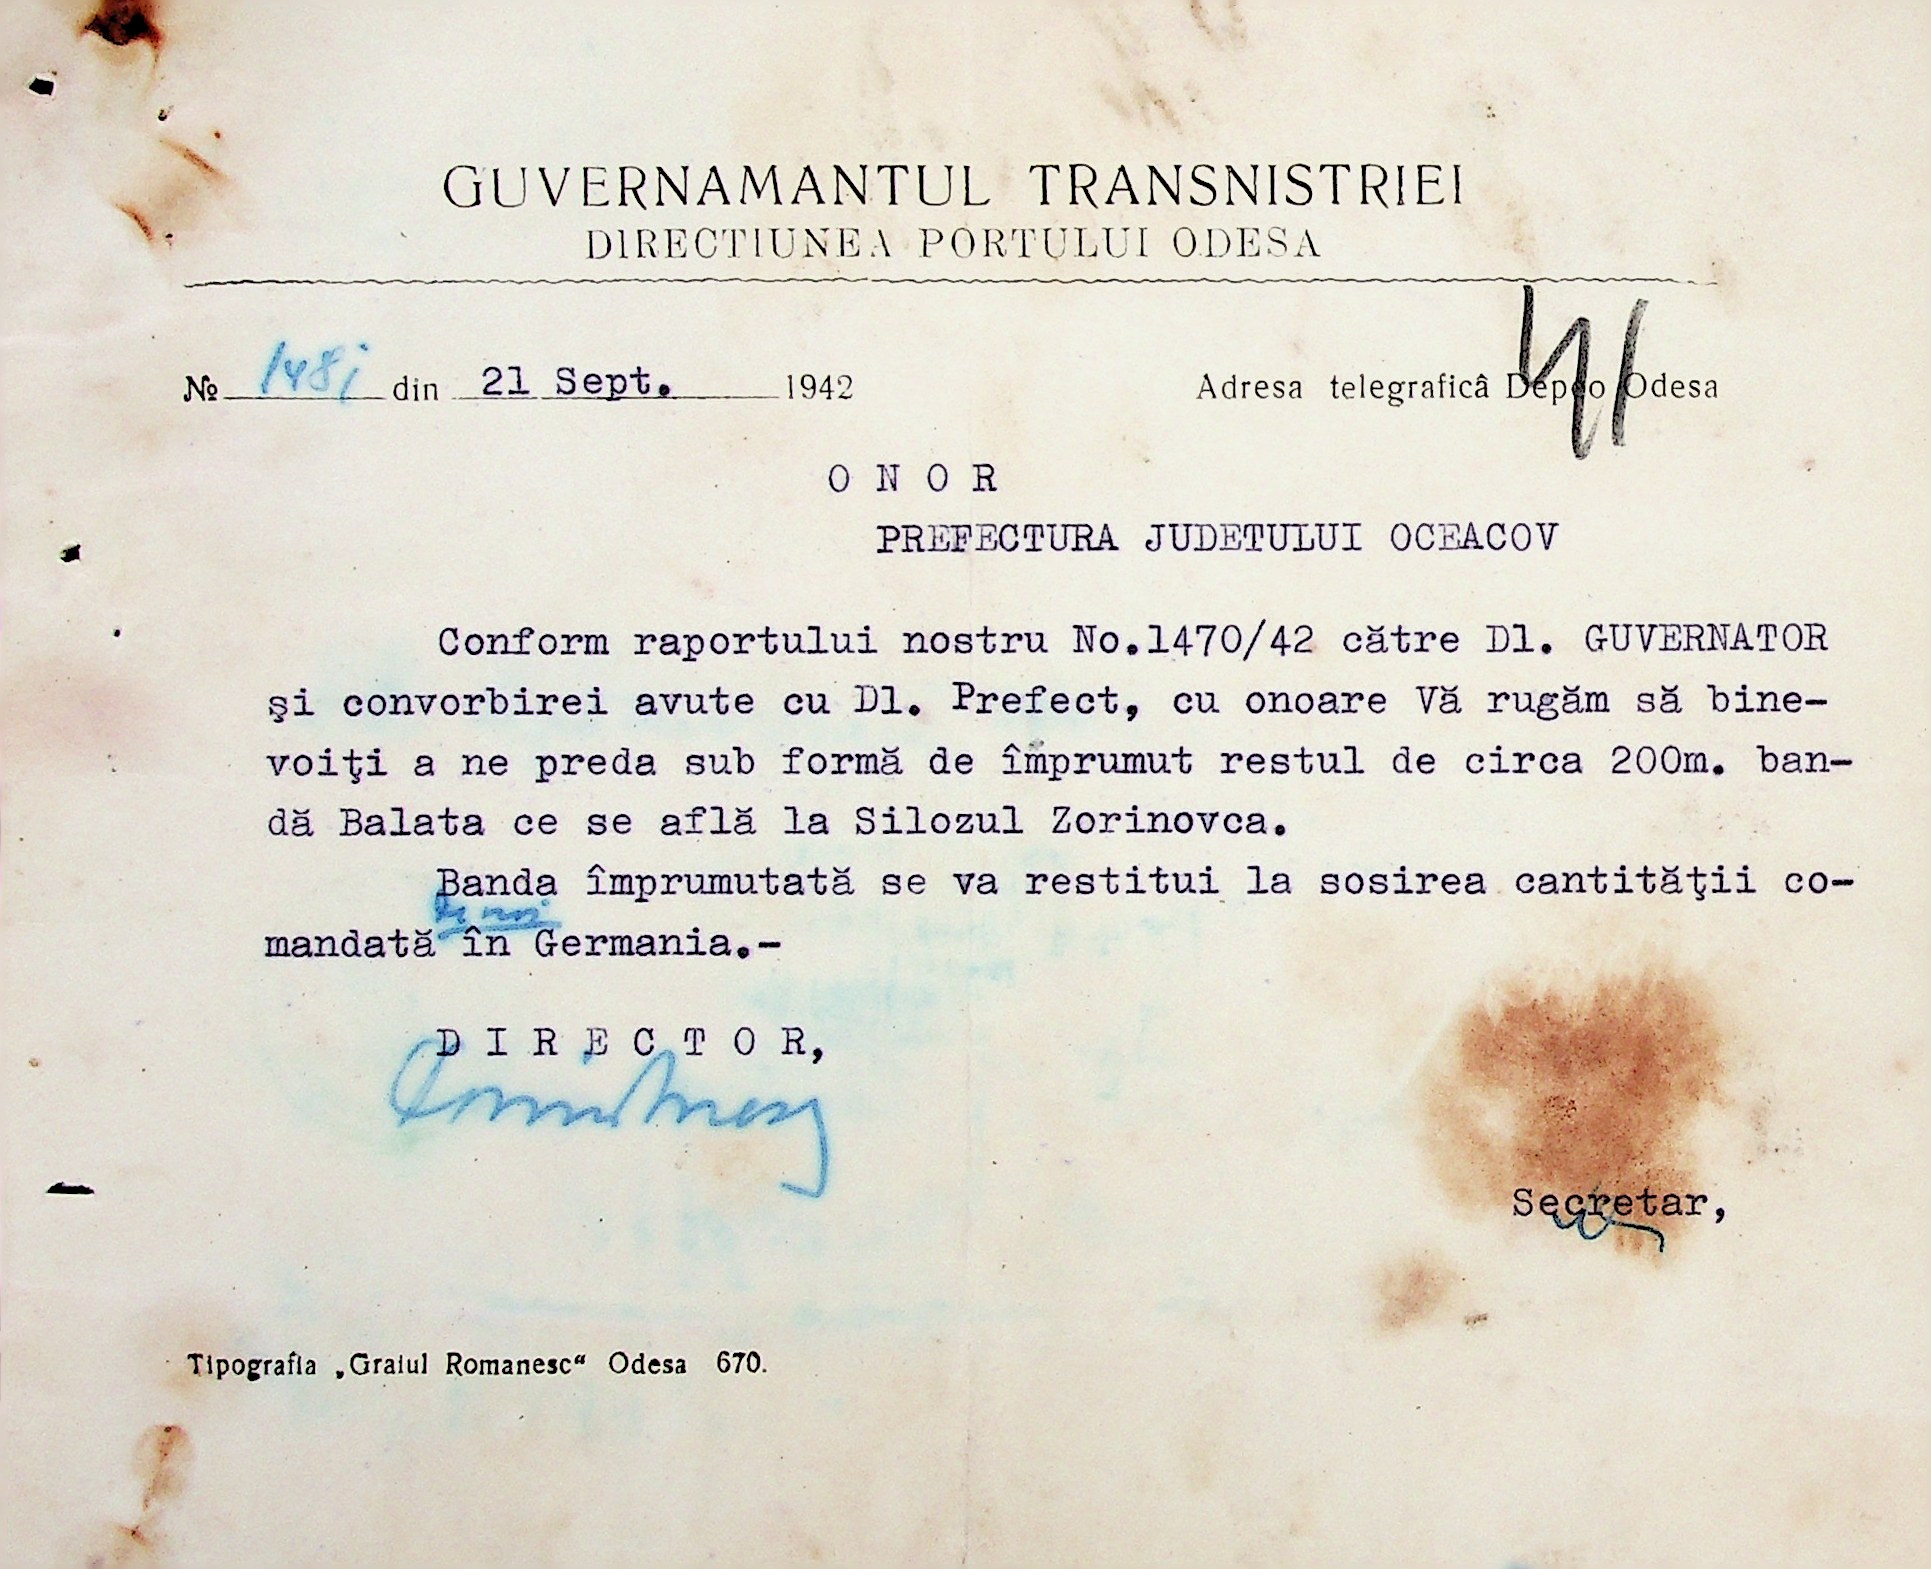 GUVERNAMANTUL TRANSNISTRIEI
DIRECTIUNEA PORTULUI ODESA
41
№ 1481 din 21 Sept. 1942 Adresa telegraficâ Depo Odesa
O N O R
PREFECTURA JUDETULUI OCEACOV
Conform raportului nostru No.1470/42 către Dl. GUVERNATOR
şi convorbirei avute cu Dl. Prefect, cu onoare Vă rugăm să bine-
voiţi a ne preda sub formă de împrumut restul de circa 200m. ban-
dă Balata ce se află la Silozul Zorinovca.
Banda împrumutată se va restitui la sosirea cantităţii co-
de noi
mandată în Germania.-
D I R E C T O R,
Secretar,
Tipografia „Graiul Romanesc“ Odesa 670.